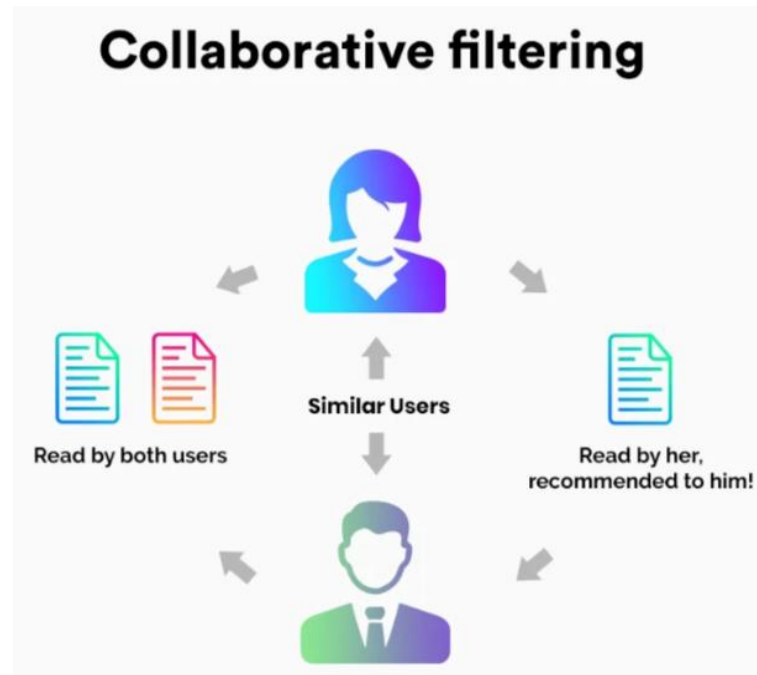 Collaborative filtering
Similar Users
Read by both users
Read by her,
recommended to him!